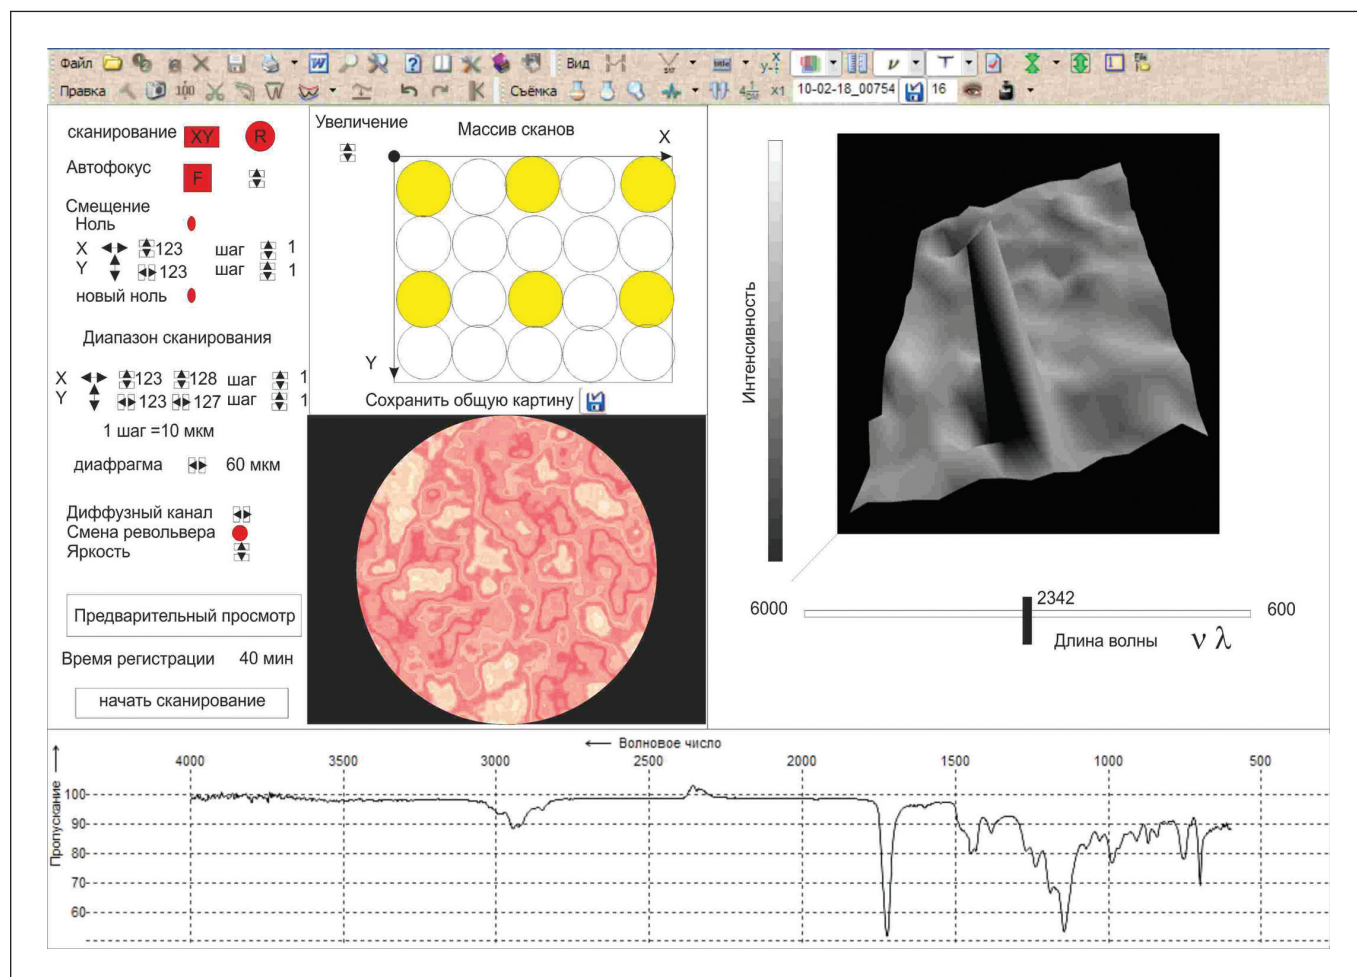 Файл Вид
Правка Съёмка 4 1/см x1 10-02-18_00754 16
сканирование XY R
Автофокус F
Смещение
Ноль
X 123 шаг 1
Y 123 шаг 1
новый ноль
Диапазон сканирования
X 123 128 шаг 1
Y 123 127 шаг 1
1 шаг =10 мкм
диафрагма 60 мкм
Диффузный канал
Смена револьвера
Яркость
Предварительный просмотр
Время регистрации 40 мин
начать сканирование
Увеличение
Массив сканов
X
Y
Сохранить общую картину
Интенсивность
2342
6000 600
Длина волны ν λ
← Волновое число
4000 3500 3000 2500 2000 1500 1000 500
Пропускание
100
90
80
70
60